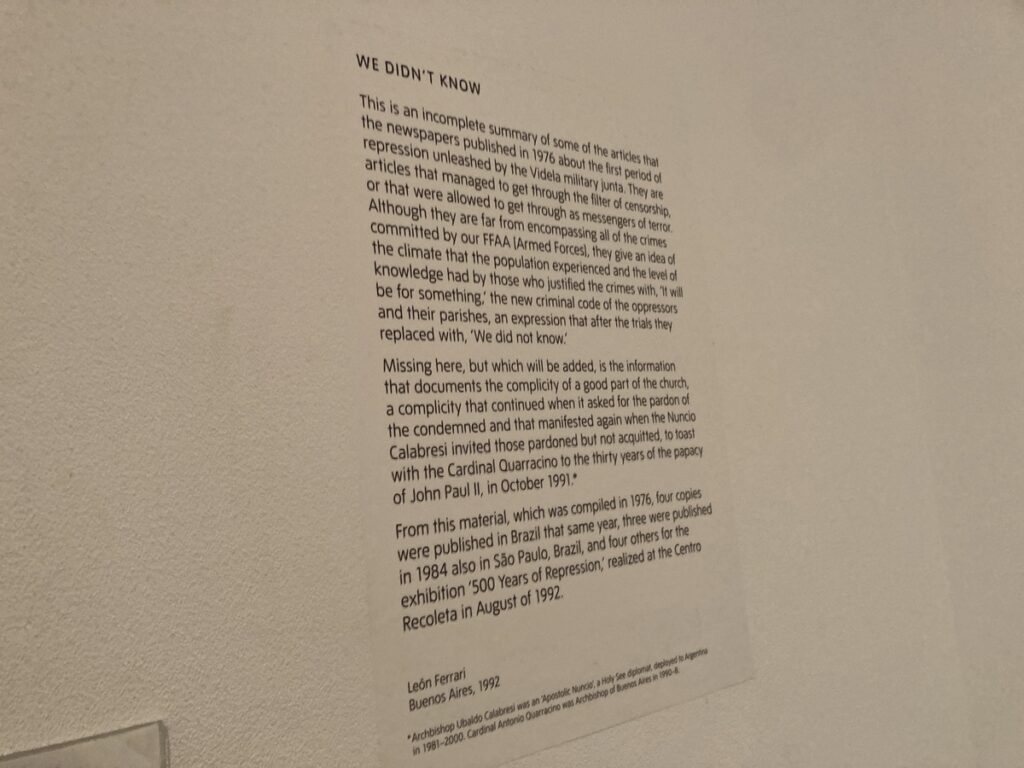 WE DIDN'T KNOW
This is an incomplete summary of some of the articles that
the newspapers published in 1976 about the first period of
repression unleashed by the Videla military junta. They are
articles that managed to get through the filter of censorship,
or that were allowed to get through as messengers of terror.
Although they are far from encompassing all of the crimes
committed by our FFAA (Armed Forces), they give an idea of
the climate that the population experienced and the level of
knowledge had by those who justified the crimes with, 'It will
be for something,' the new criminal code of the oppressors
and their parishes, an expression that after the trials they
replaced with, 'We did not know.'
Missing here, but which will be added, is the information
that documents the complicity of a good part of the church,
a complicity that continued when it asked for the pardon of
the condemned and that manifested again when the Nuncio
Calabresi invited those pardoned but not acquitted, to toast
with the Cardinal Quarracino to the thirty years of the papacy
of John Paul II, in October 1991.*
From this material, which was compiled in 1976, four copies
were published in Brazil that same year, three were published
in 1984 also in São Paulo, Brazil, and four others for the
exhibition '500 Years of Repression,' realized at the Centro
Recoleta in August of 1992.
León Ferrari
Buenos Aires, 1992
*Archbishop Ubaldo Calabresi was an 'Apostolic Nuncio', a Holy See diplomat, deployed to Argentina
in 1981–2000. Cardinal Antonio Quarracino was Archbishop of Buenos Aires in 1990–8.